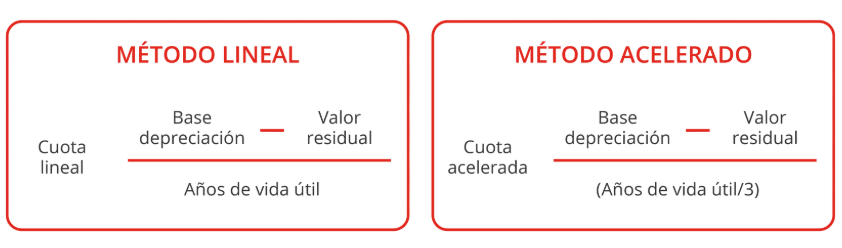 MÉTODO LINEAL
Cuota
lineal
Base
depreciación
Valor
residual
Años de vida útil
MÉTODO ACELERADO
Cuota
acelerada
Base
depreciación
Valor
residual
(Años de vida útil/3)